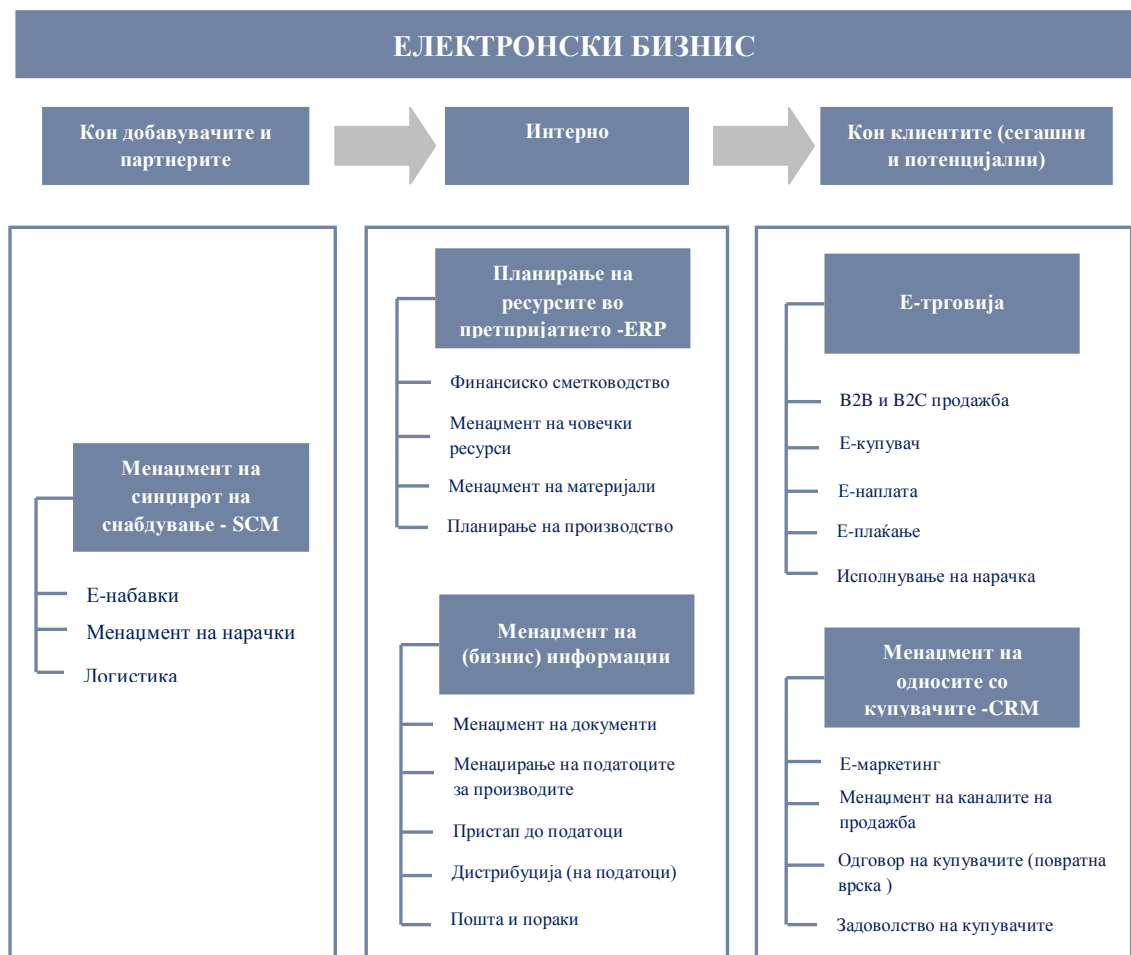 ЕЛЕКТРОНСКИ БИЗНИС
Кон добавувачите и
партнерите
Интерно
Кон клиентите (сегашни
и потенцијални)
Менаџмент на
синџирот на
снабдување - SCM
Е-набавки
Менаџмент на нарачки
Логистика
Планирање на
ресурсите во
претпријатието -ERP
Финансиско сметководство
Менаџмент на човечки
ресурси
Менаџмент на материјали
Планирање на производство
Менаџмент на
(бизнис) информации
Менаџмент на документи
Менаџирање на податоците
за производите
Пристап до податоци
Дистрибуција (на податоци)
Пошта и пораки
Е-трговија
B2B и B2C продажба
Е-купувач
Е-наплата
Е-плаќање
Исполнување на нарачка
Менаџмент на
односите со
купувачите -CRM
Е-маркетинг
Менаџмент на каналите на
продажба
Одговор на купувачите (повратна
врска )
Задоволство на купувачите